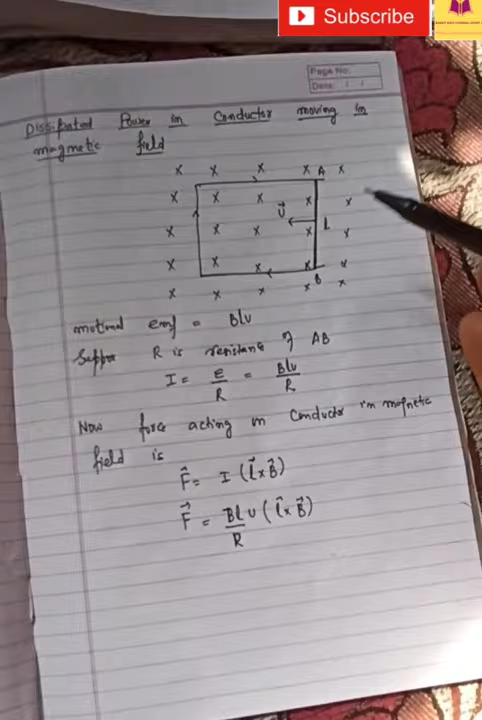 Subscribe
Page No:
Date: / /
Dissipated Power in Conductor moving in
magnetic field
x x x x A x
x x x x x
x x x x v⃗ L x
x x x x B x
x x x x x
motional emf = Blv
Suppos R is resistance of AB
I = e/R = Blv/R
Now force acting on Conductor in magnetic
field is
F⃗ = I (l⃗ x B⃗)
F⃗ = Blv/R (l⃗ x B⃗)